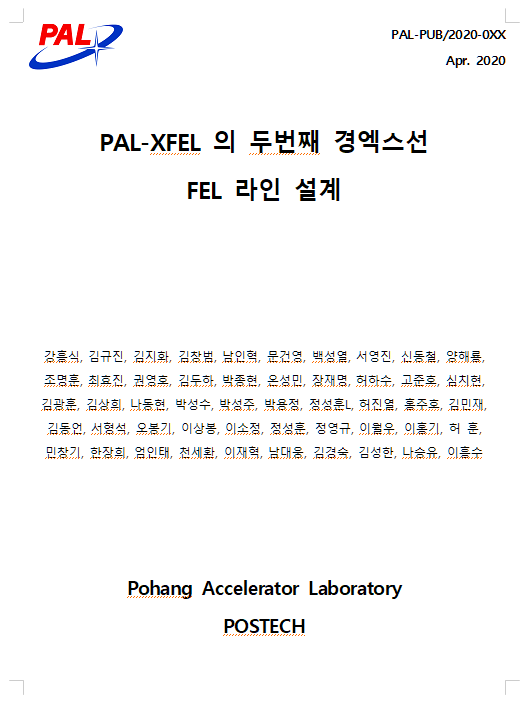 PAL
PAL-PUB/2020-0XX
Apr. 2020
PAL-XFEL 의 두번째 경엑스선
FEL 라인 설계
강흥식, 김규진, 김지화, 김창범, 남인혁, 문건영, 백성열, 서영진, 신동철, 양해룡,
조명훈, 최효진, 권영호, 김두하, 박종현, 온성민, 장재명, 허하수, 고준호, 심치현,
김광훈, 김상희, 나동현, 박성수, 박성주, 박용정, 정성훈L, 허진열, 홍주호, 김민재,
김동언, 서형석, 오봉기, 이상봉, 이소정, 정성훈, 정영규, 이월우, 이홍기, 허 훈,
민창기, 한장희, 엄인태, 천세환, 이재혁, 남대웅, 김경숙, 김성한, 나승유, 이흥수
Pohang Accelerator Laboratory
POSTECH